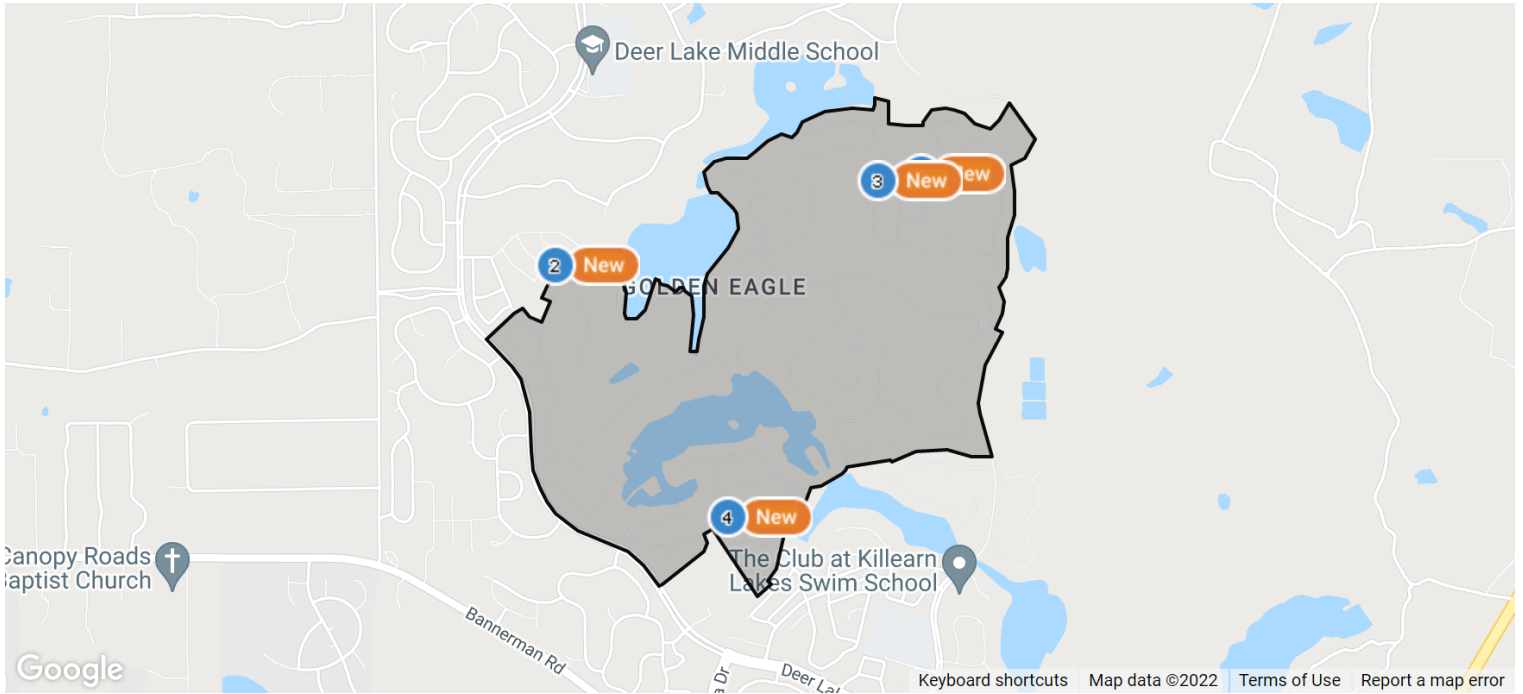 Deer Lake Middle School
3 New
2 New
GOLDEN EAGLE
4 New
Canopy Roads
Baptist Church
The Club at Killearn
Lakes Swim School
Bannerman Rd
Deer
Google
Keyboard shortcuts
Map data ©2022
Terms of Use
Report a map error